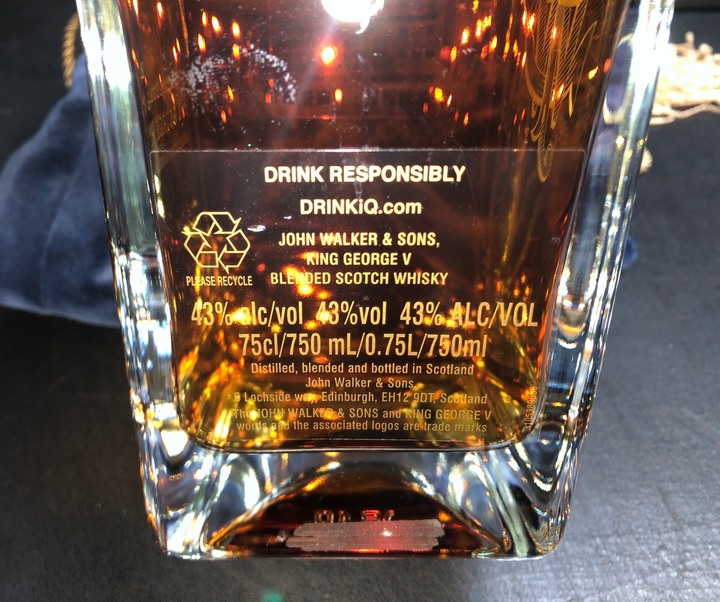 DRINK RESPONSIBLY
DRINKiQ.com
PLEASE RECYCLE
JOHN WALKER & SONS,
KING GEORGE V
BLENDED SCOTCH WHISKY
43% alc/vol 43%vol 43% ALC/VOL
75cl/750 mL/0.75L/750ml
Distilled, blended and bottled in Scotland
John Walker & Sons,
Lochside way, Edinburgh, EH12 9DT, Scotland
The JOHN WALKER & SONS and KING GEORGE V
words and the associated logos are trade marks